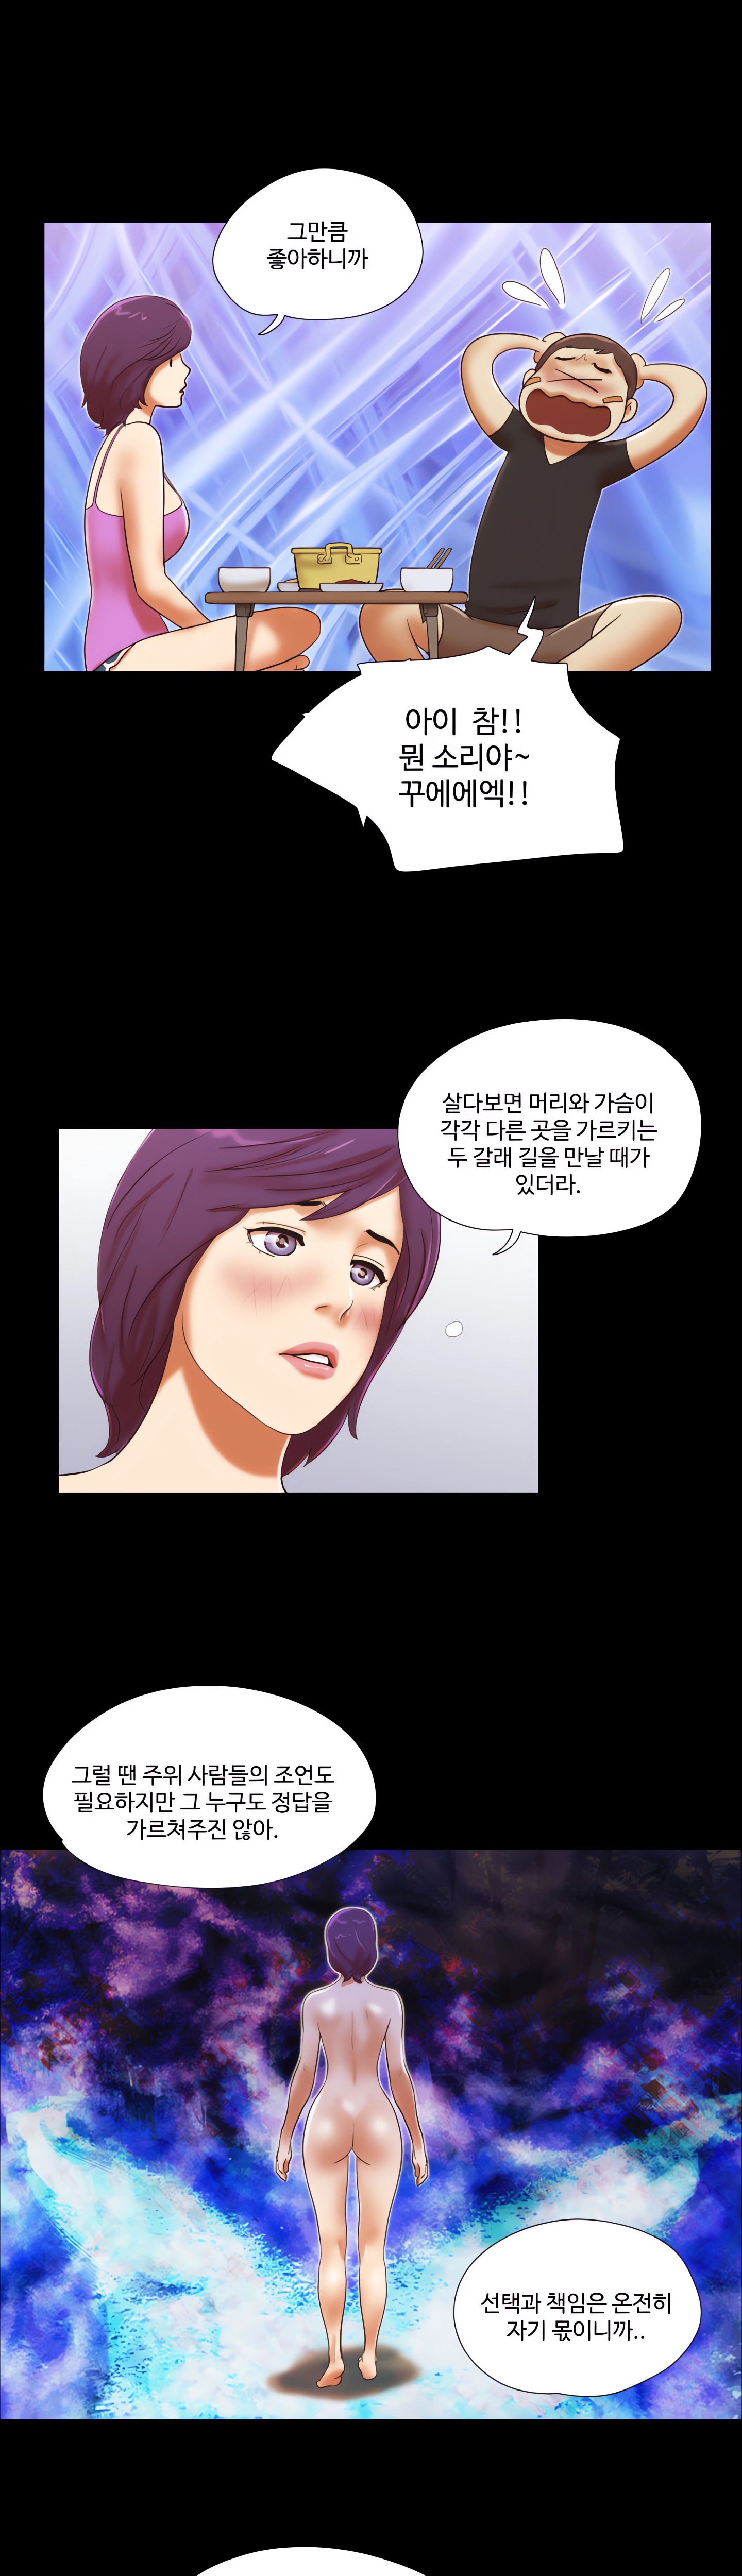 그만큼
좋아하니까
아이 참!!
뭔 소리야~
꾸에에엑!!
살다보면 머리와 가슴이
각각 다른 곳을 가르키는
두 갈래 길을 만날 때가
있더라.
그럴 땐 주위 사람들의 조언도
필요하지만 그 누구도 정답을
가르쳐주진 않아.
선택과 책임은 온전히
자기 몫이니까..